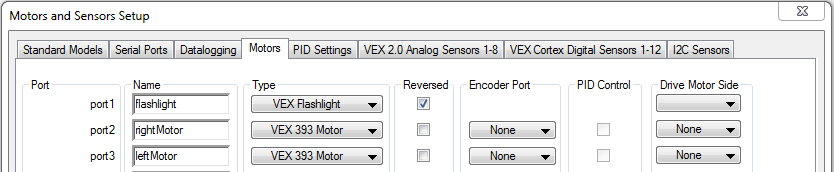 Motors and Sensors Setup
Standard Models Serial Ports Datalogging Motors PID Settings VEX 2.0 Analog Sensors 1-8 VEX Cortex Digital Sensors 1-12 I2C Sensors
Port Name Type Reversed Encoder Port PID Control Drive Motor Side
port1 flashlight VEX Flashlight
port2 rightMotor VEX 393 Motor None None
port3 leftMotor VEX 393 Motor None None